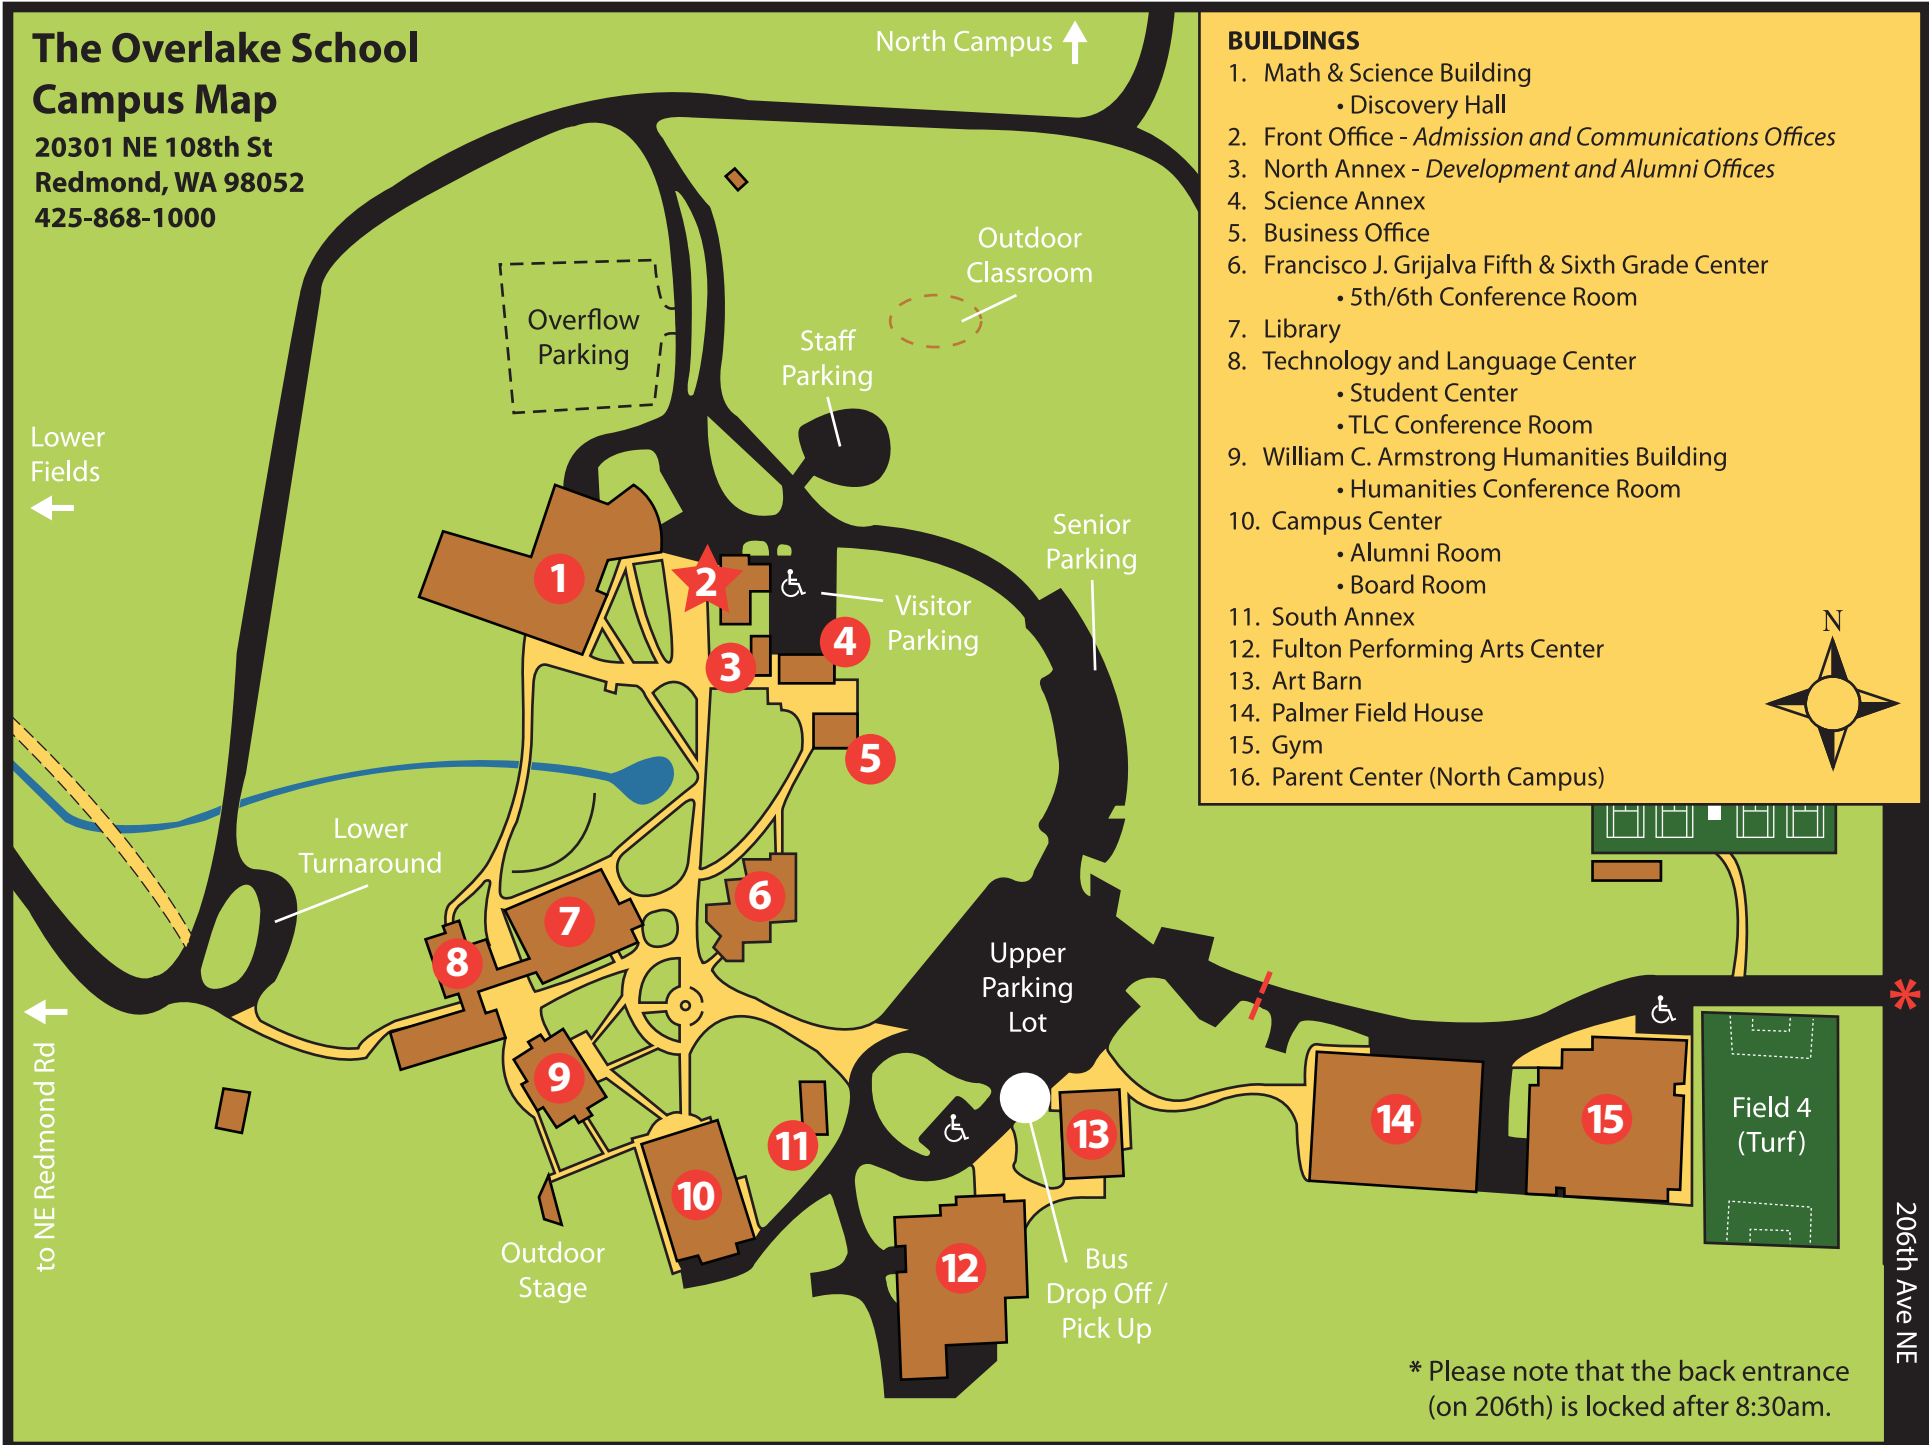 The Overlake School
Campus Map
20301 NE 108th St
Redmond, WA 98052
425-868-1000
North Campus
BUILDINGS
1. Math & Science Building
• Discovery Hall
2. Front Office - Admission and Communications Offices
3. North Annex - Development and Alumni Offices
4. Science Annex
5. Business Office
6. Francisco J. Grijalva Fifth & Sixth Grade Center
• 5th/6th Conference Room
7. Library
8. Technology and Language Center
• Student Center
• TLC Conference Room
9. William C. Armstrong Humanities Building
• Humanities Conference Room
10. Campus Center
• Alumni Room
• Board Room
11. South Annex
12. Fulton Performing Arts Center
13. Art Barn
14. Palmer Field House
15. Gym
16. Parent Center (North Campus)
N
Outdoor
Classroom
Overflow
Parking
Staff
Parking
Lower
Fields
Senior
Parking
1
2
Visitor
Parking
3
4
5
Lower
Turnaround
6
7
8
Upper
Parking
Lot
*
to NE Redmond Rd
9
10
11
12
13
14
15
Field 4
(Turf)
Outdoor
Stage
Bus
Drop Off /
Pick Up
206th Ave NE
* Please note that the back entrance
(on 206th) is locked after 8:30am.